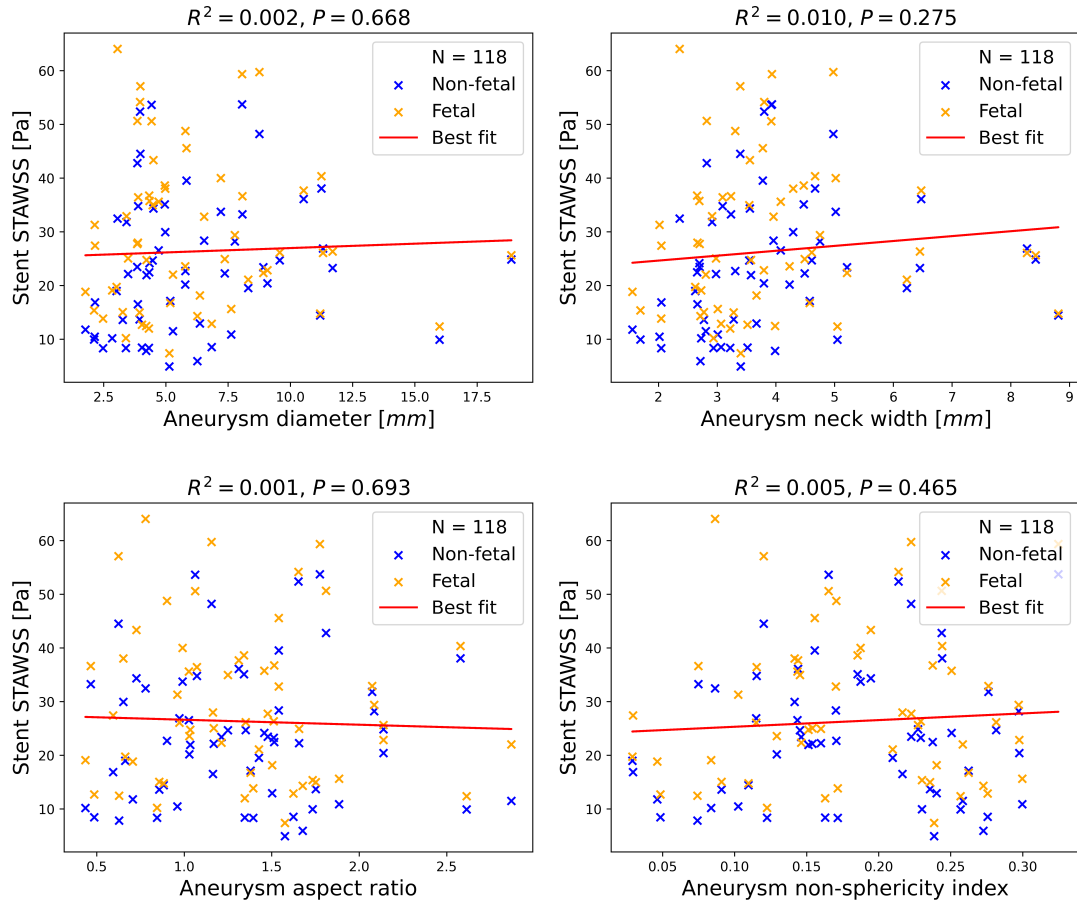 R² = 0.002, P = 0.668
Stent STAWSS [Pa]
60
50
40
30
20
10
N = 118
Non-fetal
Fetal
Best fit
2.5 5.0 7.5 10.0 12.5 15.0 17.5
Aneurysm diameter [mm]
R² = 0.010, P = 0.275
Stent STAWSS [Pa]
60
50
40
30
20
10
N = 118
Non-fetal
Fetal
Best fit
2 3 4 5 6 7 8 9
Aneurysm neck width [mm]
R² = 0.001, P = 0.693
Stent STAWSS [Pa]
60
50
40
30
20
10
N = 118
Non-fetal
Fetal
Best fit
0.5 1.0 1.5 2.0 2.5
Aneurysm aspect ratio
R² = 0.005, P = 0.465
Stent STAWSS [Pa]
60
50
40
30
20
10
N = 118
Non-fetal
Fetal
Best fit
0.05 0.10 0.15 0.20 0.25 0.30
Aneurysm non-sphericity index